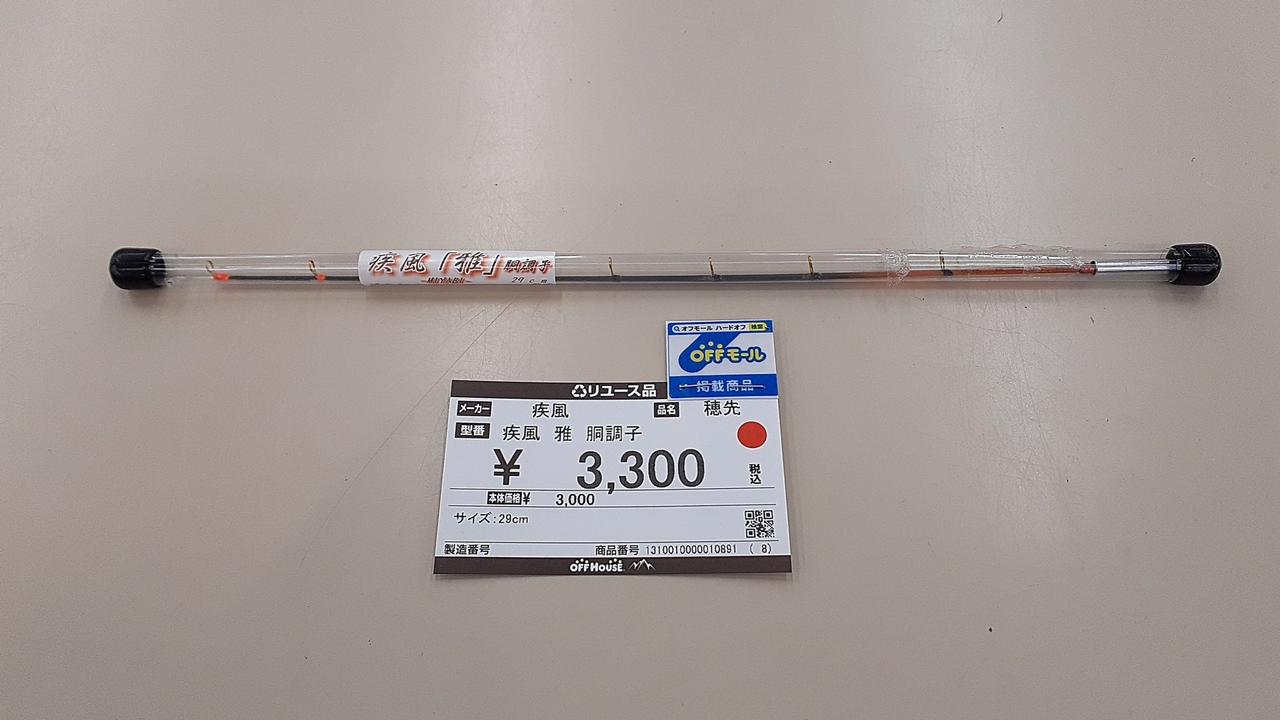 疾風「雅」胴調子
29cm
オフモール ハードオフ 検索
OFFモール
掲載商品
リユース品
メーカー 疾風 品名 穂先
型番 疾風 雅 胴調子
¥ 3,300 税込
本体価格¥ 3,000
サイズ:29cm
製造番号 商品番号 1310010000010891 ( 8)
OFF HOUSE